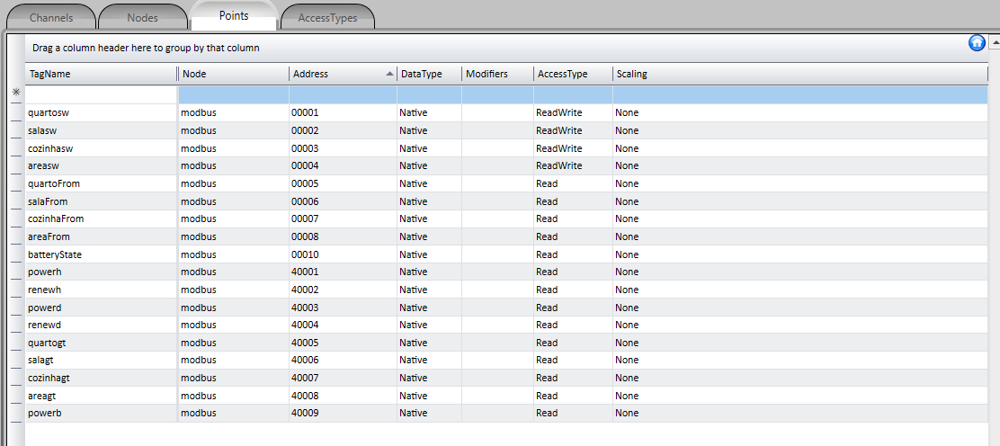 Channels Nodes Points AccessTypes
Drag a column header here to group by that column
TagName Node Address DataType Modifiers AccessType Scaling
quartosw modbus 00001 Native ReadWrite None
salasw modbus 00002 Native ReadWrite None
cozinhasw modbus 00003 Native ReadWrite None
areasw modbus 00004 Native ReadWrite None
quartoFrom modbus 00005 Native Read None
salaFrom modbus 00006 Native Read None
cozinhaFrom modbus 00007 Native Read None
areaFrom modbus 00008 Native Read None
batteryState modbus 00010 Native Read None
powerh modbus 40001 Native Read None
renewh modbus 40002 Native Read None
powerd modbus 40003 Native Read None
renewd modbus 40004 Native Read None
quartogt modbus 40005 Native Read None
salagt modbus 40006 Native Read None
cozinhagt modbus 40007 Native Read None
areagt modbus 40008 Native Read None
powerb modbus 40009 Native Read None